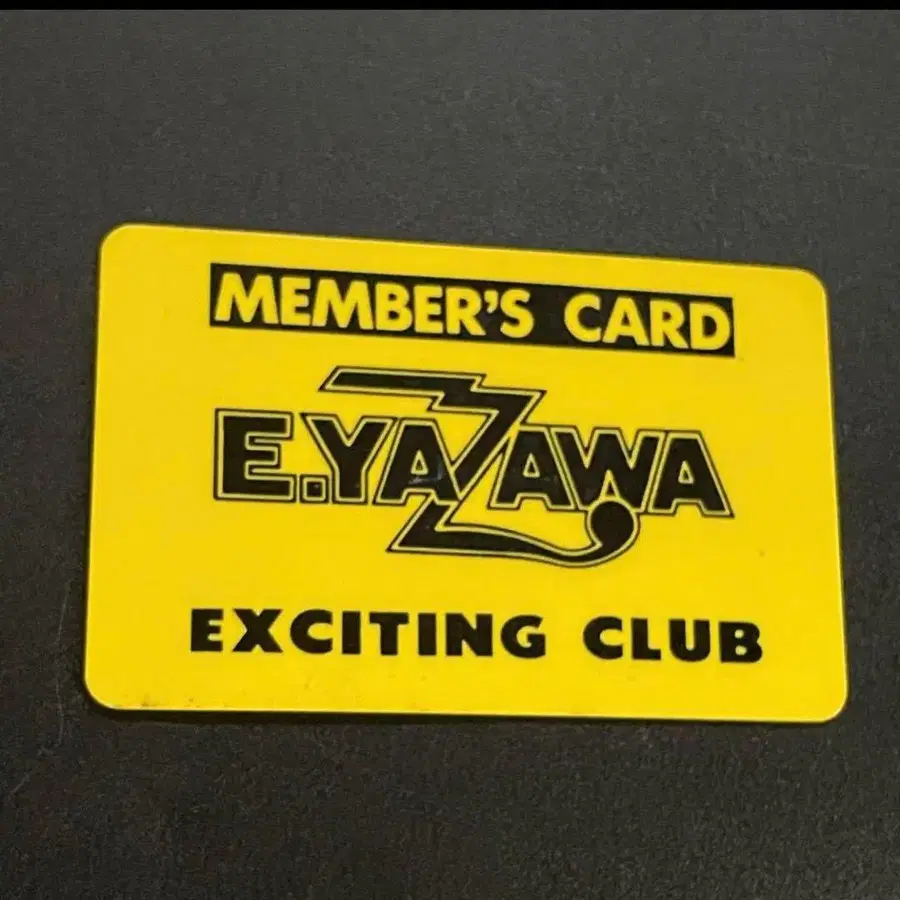 MEMBER'S CARD
E.YAZAWA
EXCITING CLUB